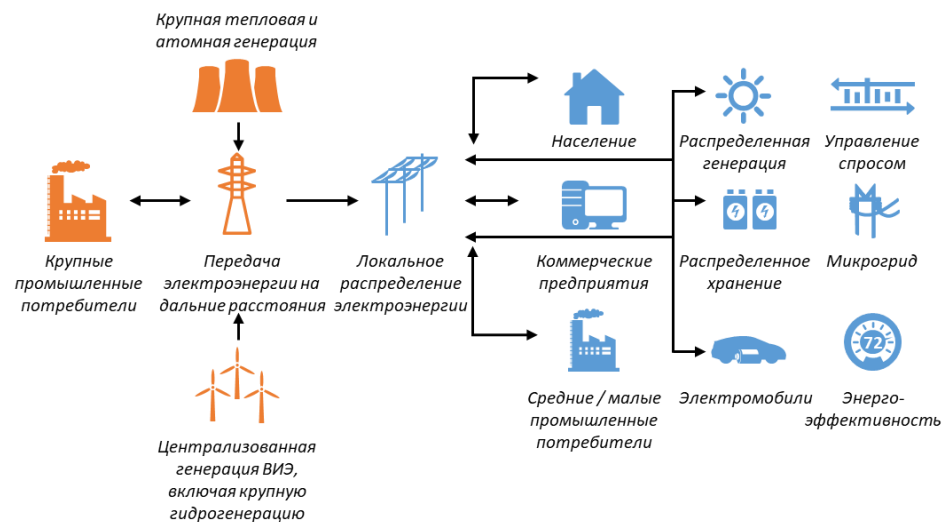 Крупная тепловая и
атомная генерация
Население
Распределенная
генерация
Управление
спросом
Крупные
промышленные
потребители
Передача
электроэнергии на
дальние расстояния
Локальное
распределение
электроэнергии
Коммерческие
предприятия
Распределенное
хранение
Микрогрид
72
Средние / малые
промышленные
потребители
Электромобили
Энерго-
эффективность
Централизованная
генерация ВИЭ,
включая крупную
гидрогенерацию